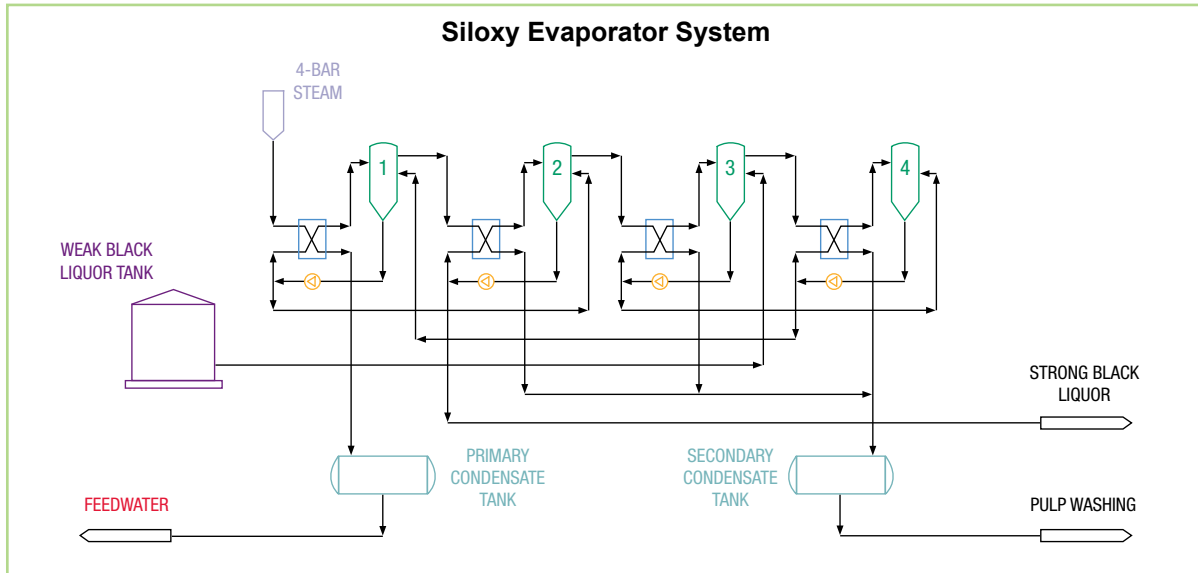 Siloxy Evaporator System
4-BAR
STEAM
1
2
3
4
WEAK BLACK
LIQUOR TANK
STRONG BLACK
LIQUOR
PRIMARY
CONDENSATE
TANK
SECONDARY
CONDENSATE
TANK
FEEDWATER
PULP WASHING